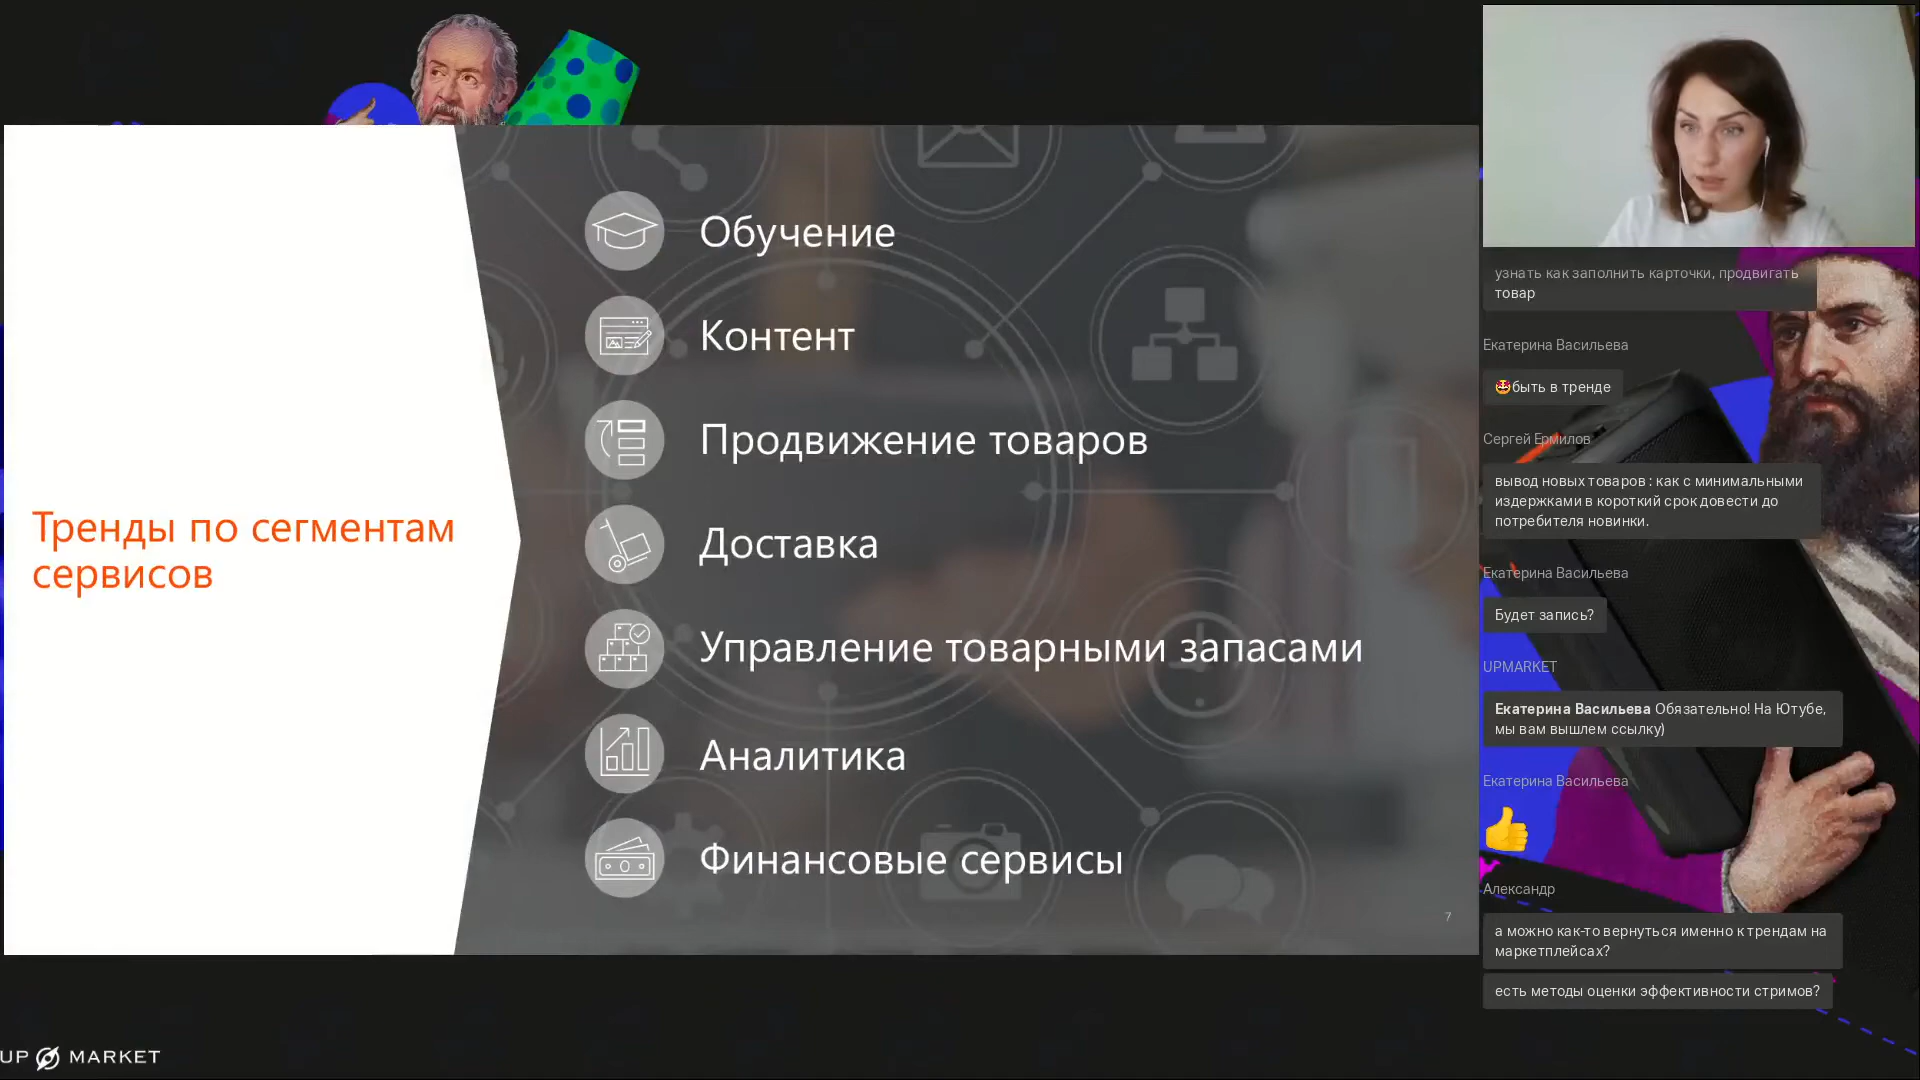 Тренды по сегментам
сервисов
Обучение
Контент
Продвижение товаров
Доставка
Управление товарными запасами
Аналитика
Финансовые сервисы
7
узнать как заполнить карточки, продвигать
товар
Екатерина Васильева
🤩быть в тренде
Сергей Ермилов
вывод новых товаров : как с минимальными
издержками в короткий срок довести до
потребителя новинки.
Екатерина Васильева
Будет запись?
UPMARKET
Екатерина Васильева Обязательно! На Ютубе,
мы вам вышлем ссылку)
Екатерина Васильева
👍
Александр
а можно как-то вернуться именно к трендам на
маркетплейсах?
есть методы оценки эффективности стримов?
UP MARKET